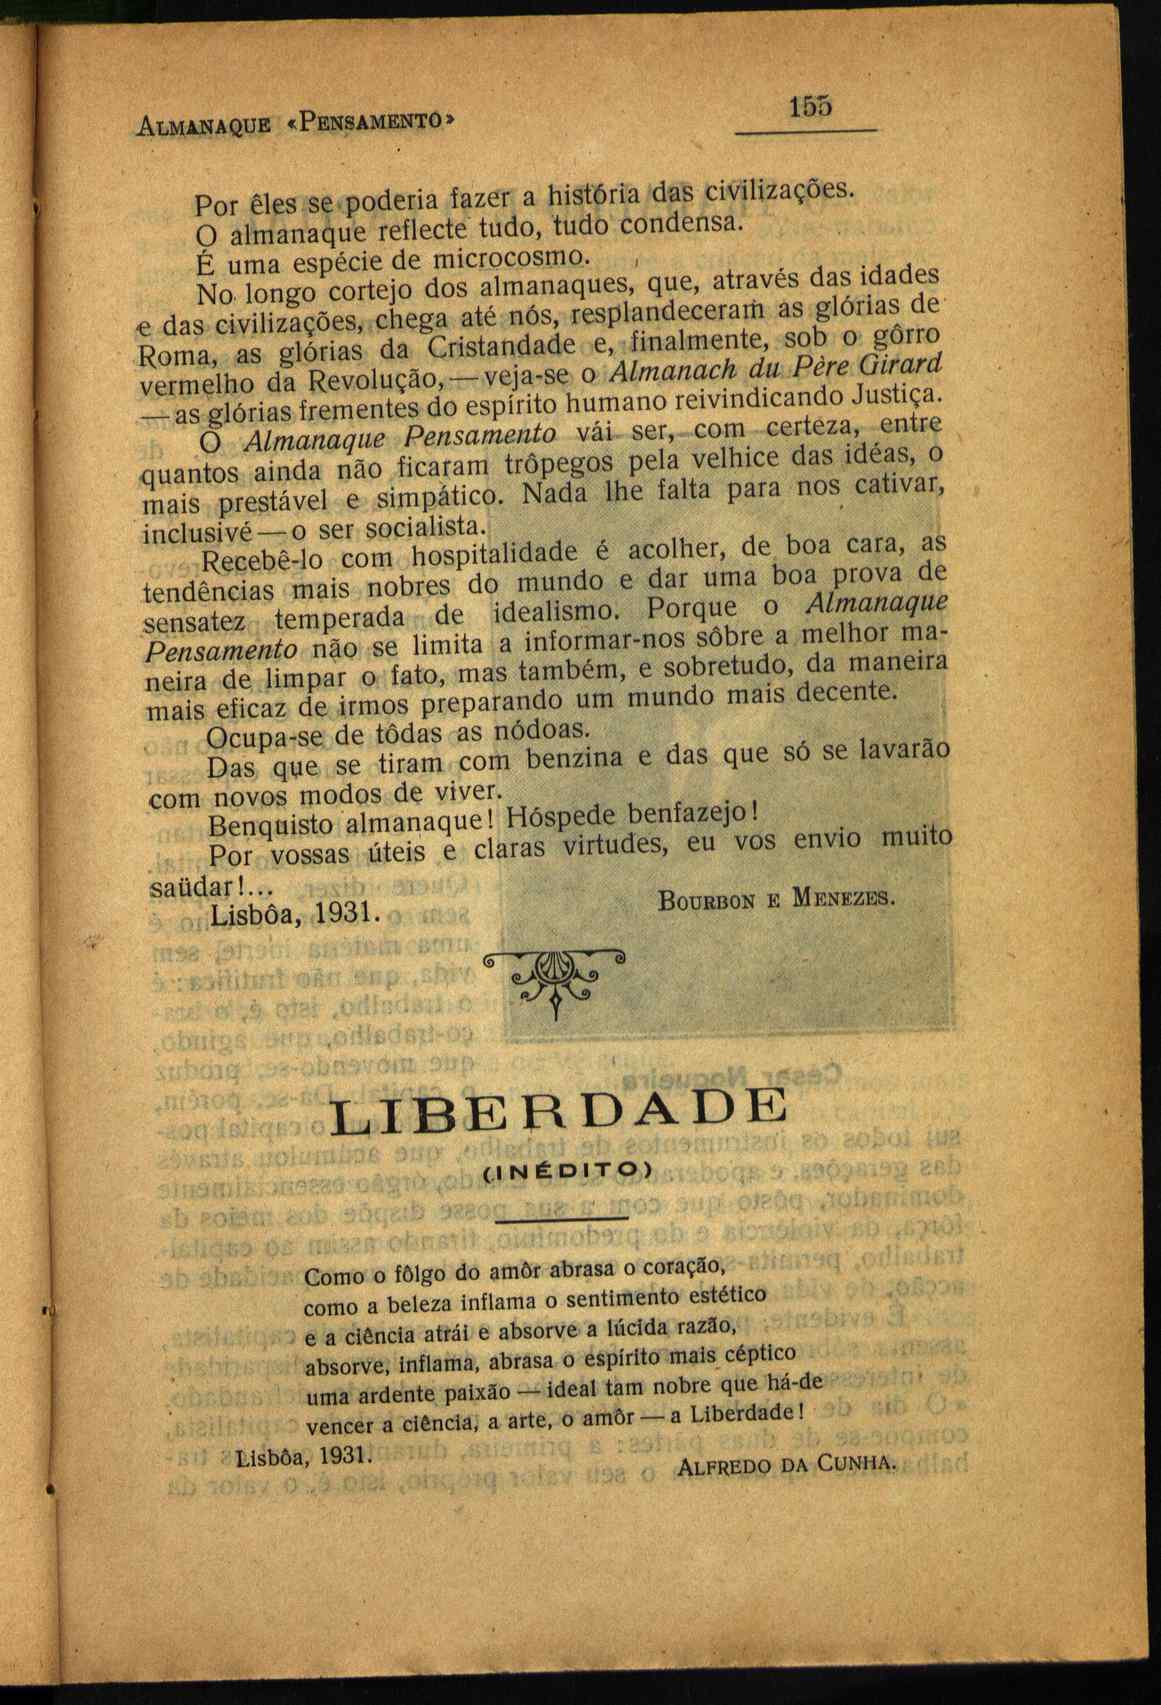 ALMANAQUE «PENSAMENTO»
155
Por êles se poderia fazer a história das civilizações.
O almanaque reflecte tudo, tudo condensa.
É uma espécie de microcosmo.
No longo cortejo dos almanaques, que, através das idades
e das civilizações, chega até nós, resplandeceram as glórias de
Roma, as glórias da Cristandade e, finalmente, sob o gôrro
vermelho da Revolução,—veja-se o Almanach du Père Girard
—as glórias frementes do espírito humano reivindicando Justiça.
O Almanaque Pensamento vái ser, com certeza, entre
quantos ainda não ficaram trôpegos pela velhice das idéas, o
mais prestável e simpático. Nada lhe falta para nos cativar,
inclusivé—o ser socialista.
Recebê-lo com hospitalidade é acolher, de boa cara, as
tendências mais nobres do mundo e dar uma boa prova de
sensatez temperada de idealismo. Porque o Almanaque
Pensamento não se limita a informar-nos sôbre a melhor ma-
neira de limpar o fato, mas também, e sobretudo, da maneira
mais eficaz de irmos preparando um mundo mais decente.
Ocupa-se de tôdas as nódoas.
Das que se tiram com benzina e das que só se lavarão
com novos modos de viver.
Benquisto almanaque! Hóspede benfazejo!
Por vossas úteis e claras virtudes, eu vos envio muito
saüdar!...
Lisbôa, 1931.
BOURBON E MENEZES.
LIBERDADE
(INÉDITO)
Como o fôlgo do amôr abrasa o coração,
como a beleza inflama o sentimento estético
e a ciência atrái e absorve a lúcida razão,
absorve, inflama, abrasa o espírito mais céptico
uma ardente paixão — ideal tam nobre que há-de
vencer a ciência, a arte, o amôr — a Liberdade!
Lisbôa, 1931.
ALFREDO DA CUNHA.